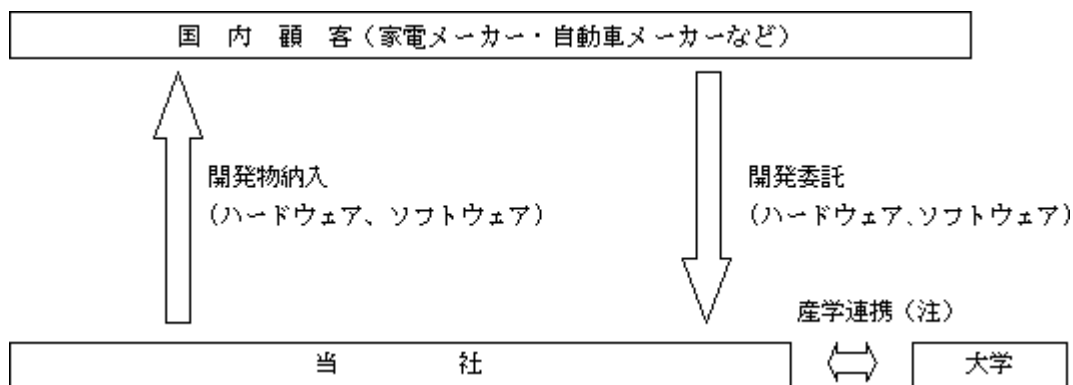 国内顧客（家電メーカー・自動車メーカーなど）
開発物納入
（ハードウェア、ソフトウェア）
開発委託
（ハードウェア、ソフトウェア）
産学連携（注）
当社
大学